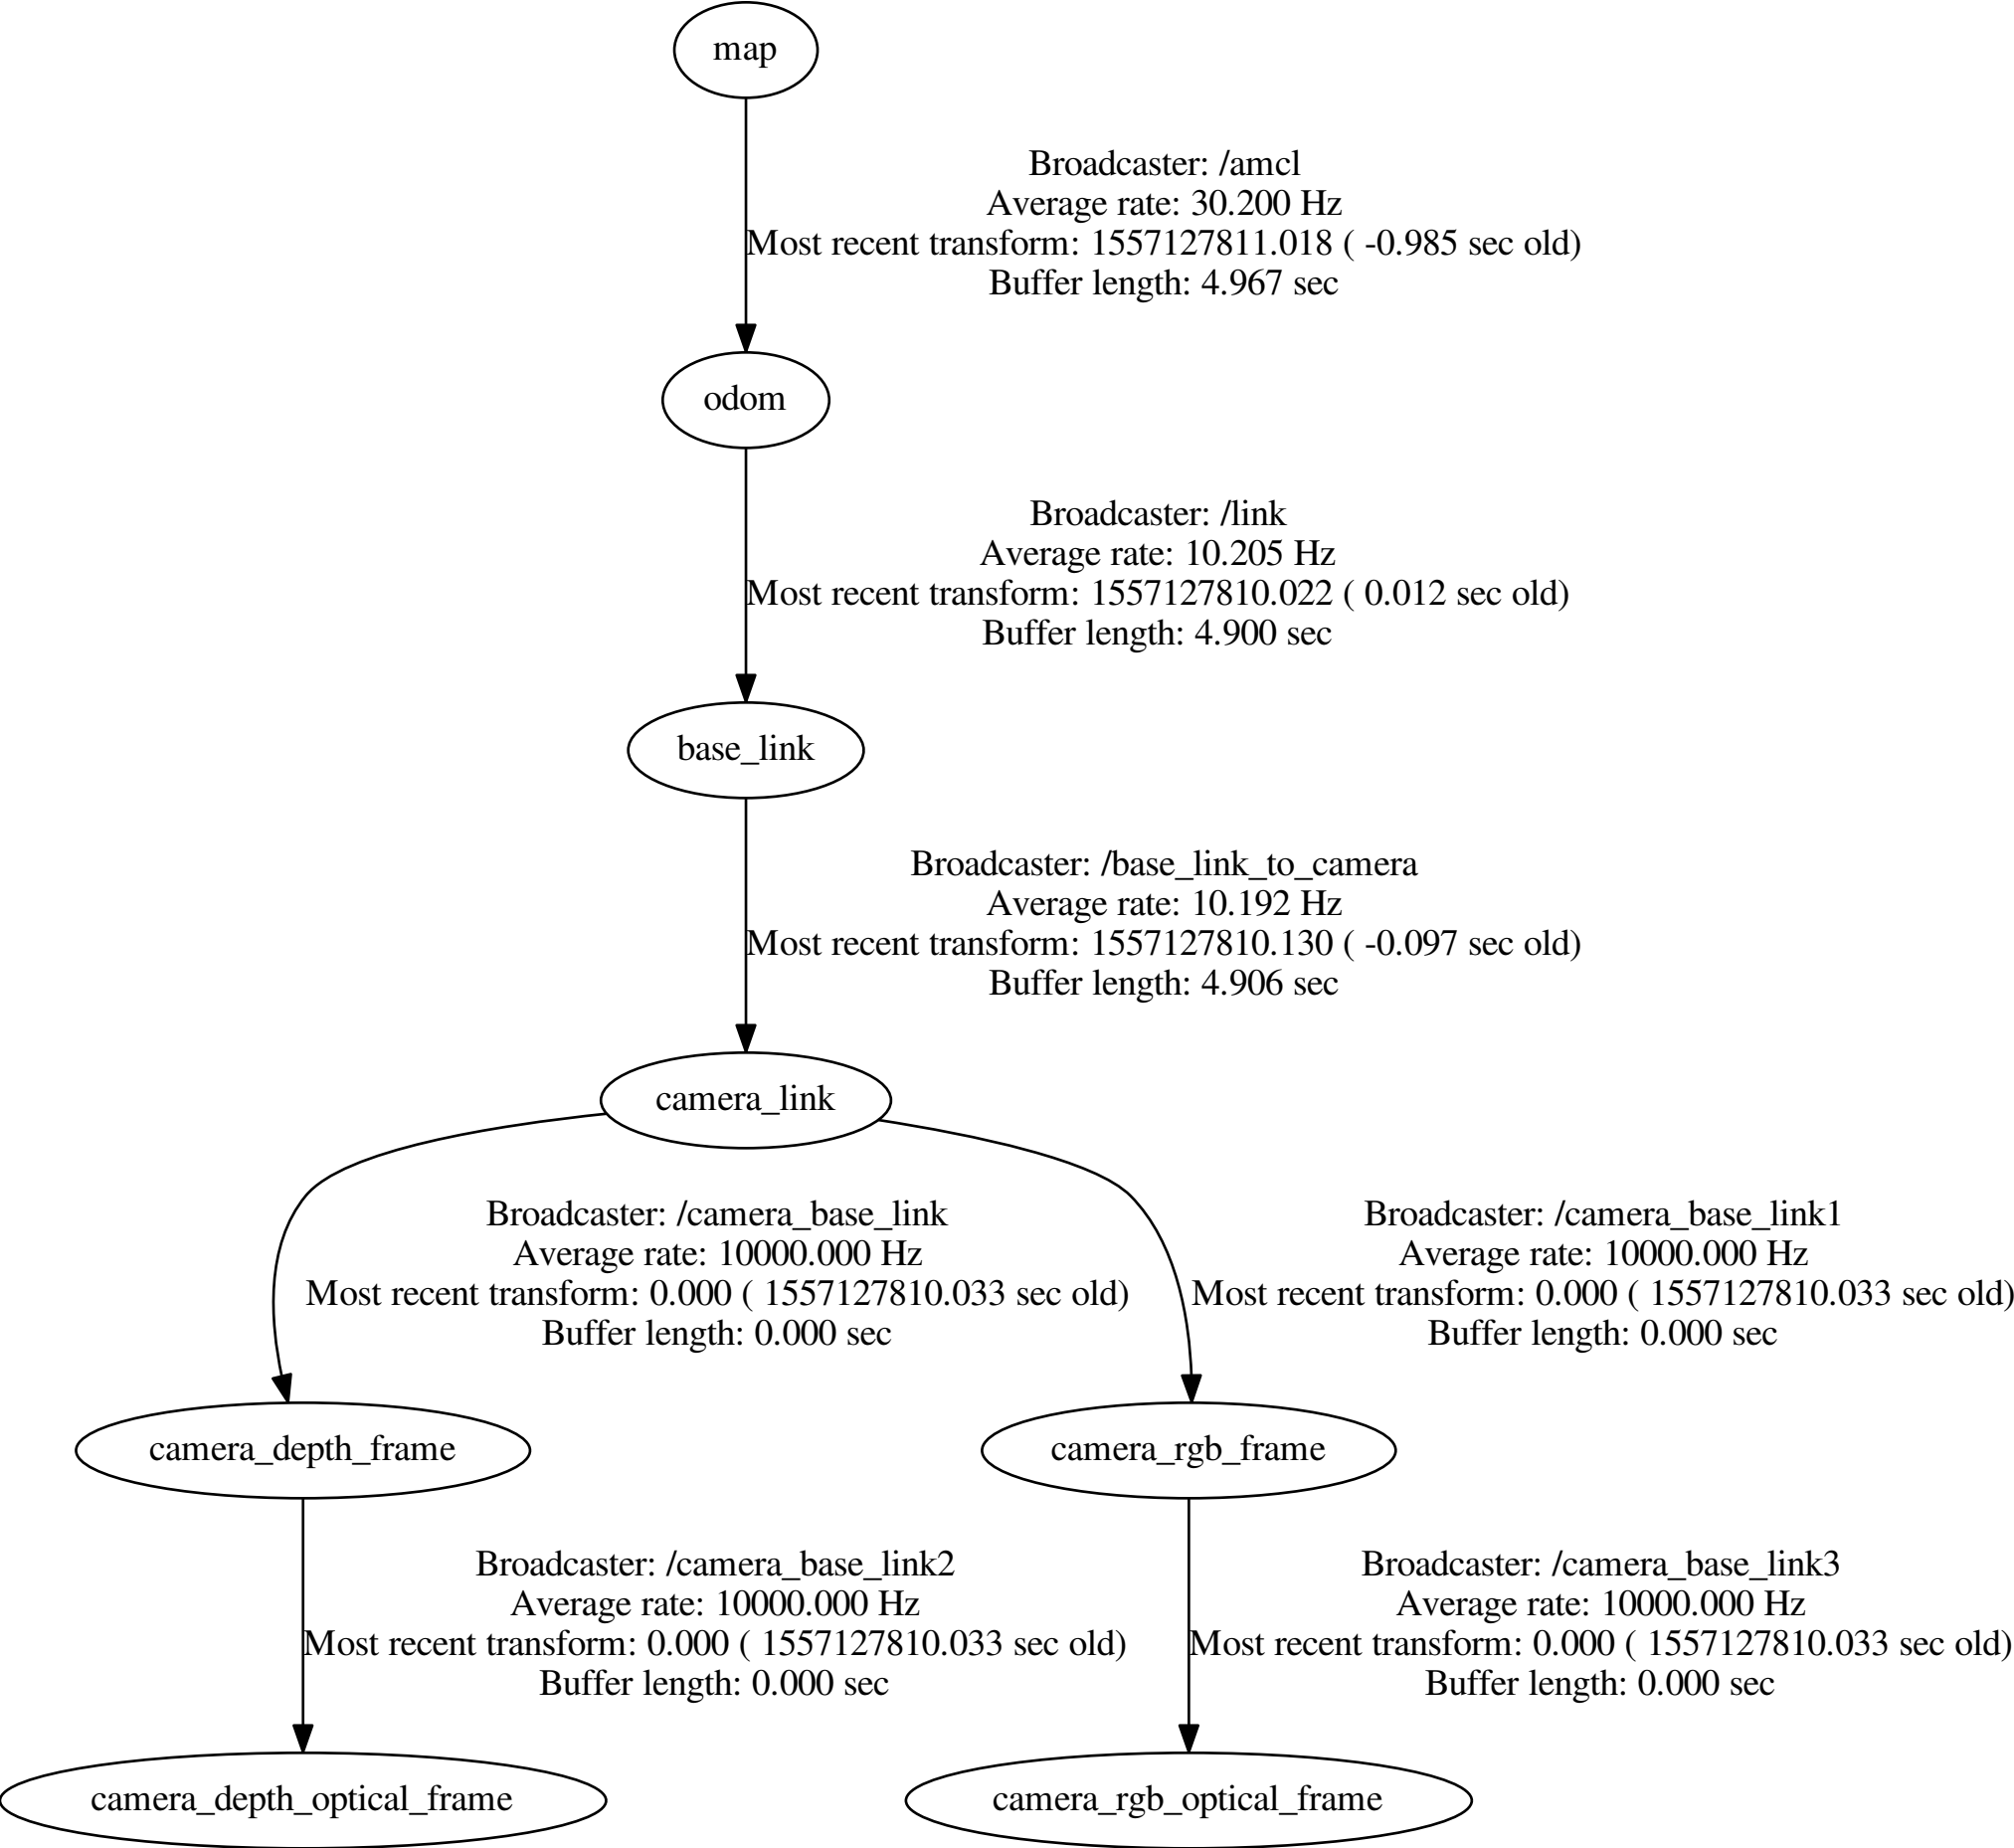 map
Broadcaster: /amcl
Average rate: 30.200 Hz
Most recent transform: 1557127811.018 ( -0.985 sec old)
Buffer length: 4.967 sec
odom
Broadcaster: /link
Average rate: 10.205 Hz
Most recent transform: 1557127810.022 ( 0.012 sec old)
Buffer length: 4.900 sec
base_link
Broadcaster: /base_link_to_camera
Average rate: 10.192 Hz
Most recent transform: 1557127810.130 ( -0.097 sec old)
Buffer length: 4.906 sec
camera_link
Broadcaster: /camera_base_link
Average rate: 10000.000 Hz
Most recent transform: 0.000 ( 1557127810.033 sec old)
Buffer length: 0.000 sec
Broadcaster: /camera_base_link1
Average rate: 10000.000 Hz
Most recent transform: 0.000 ( 1557127810.033 sec old)
Buffer length: 0.000 sec
camera_depth_frame
camera_rgb_frame
Broadcaster: /camera_base_link2
Average rate: 10000.000 Hz
Most recent transform: 0.000 ( 1557127810.033 sec old)
Buffer length: 0.000 sec
Broadcaster: /camera_base_link3
Average rate: 10000.000 Hz
Most recent transform: 0.000 ( 1557127810.033 sec old)
Buffer length: 0.000 sec
camera_depth_optical_frame
camera_rgb_optical_frame